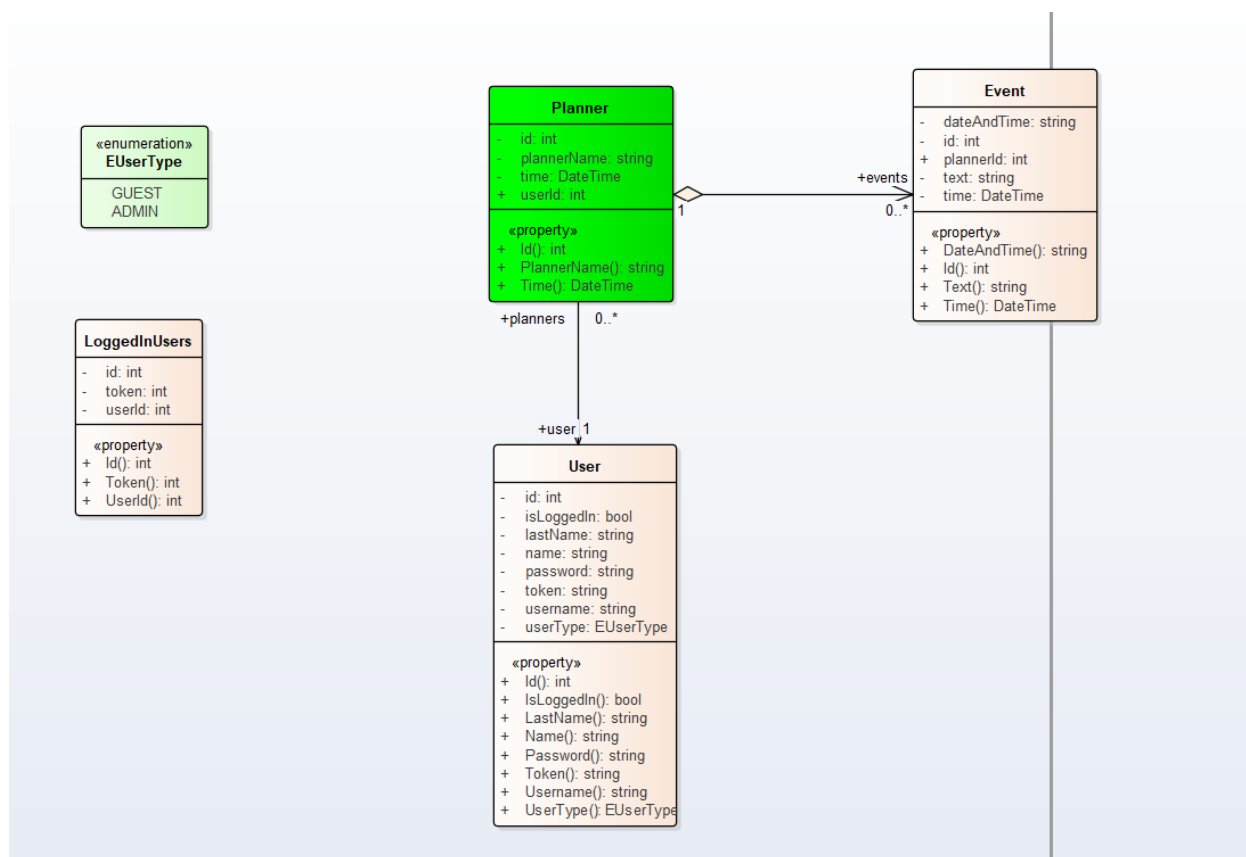 «enumeration»
EUserType
GUEST
ADMIN
LoggedInUsers
- id: int
- token: int
- userId: int
«property»
+ Id(): int
+ Token(): int
+ UserId(): int
Planner
- id: int
- plannerName: string
- time: DateTime
+ userId: int
«property»
+ Id(): int
+ PlannerName(): string
+ Time(): DateTime
1
+events
0..*
Event
- dateAndTime: string
- id: int
+ plannerId: int
- text: string
- time: DateTime
«property»
+ DateAndTime(): string
+ Id(): int
+ Text(): string
+ Time(): DateTime
+planners 0..*
+user 1
User
- id: int
- isLoggedIn: bool
- lastName: string
- name: string
- password: string
- token: string
- username: string
- userType: EUserType
«property»
+ Id(): int
+ IsLoggedIn(): bool
+ LastName(): string
+ Name(): string
+ Password(): string
+ Token(): string
+ Username(): string
+ UserType(): EUserType